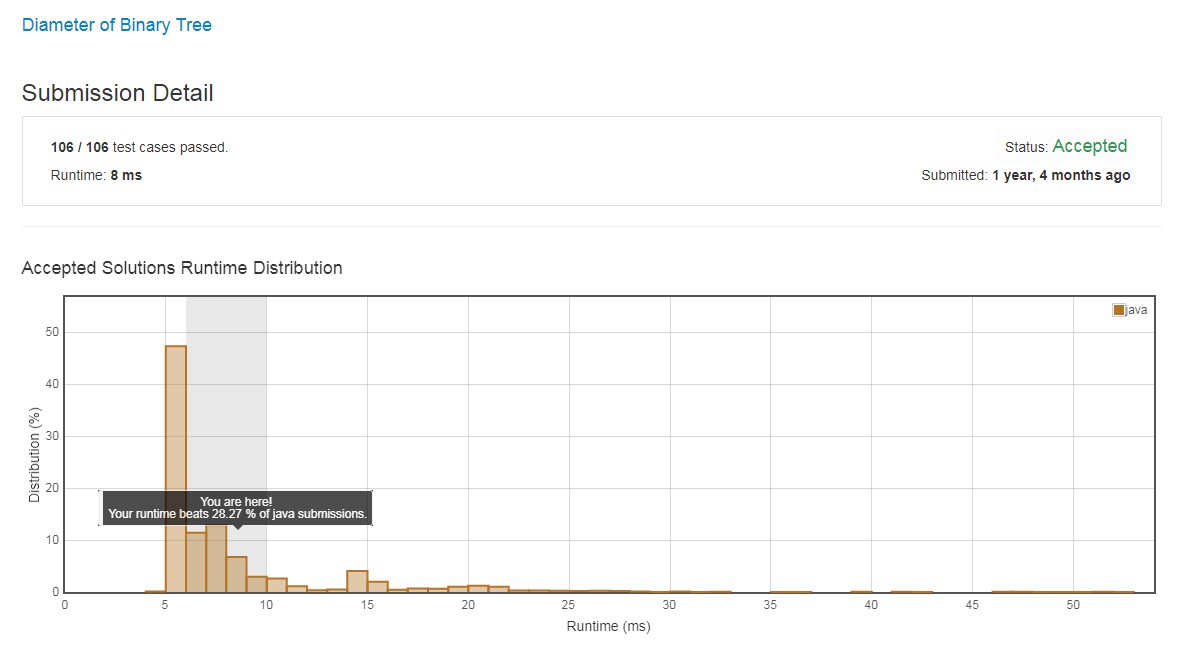 Diameter of Binary Tree
Submission Detail
106 / 106 test cases passed.
Status: Accepted
Runtime: 8 ms
Submitted: 1 year, 4 months ago
Accepted Solutions Runtime Distribution
java
50
40
30
20
10
0
Distribution (%)
You are here!
Your runtime beats 28.27 % of java submissions.
0 5 10 15 20 25 30 35 40 45 50
Runtime (ms)